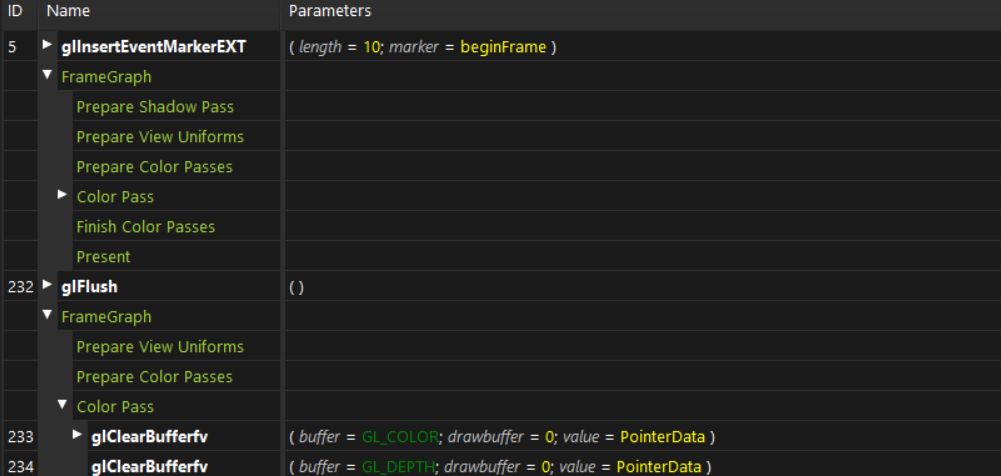 ID Name Parameters
5 glInsertEventMarkerEXT ( length = 10; marker = beginFrame )
FrameGraph
Prepare Shadow Pass
Prepare View Uniforms
Prepare Color Passes
Color Pass
Finish Color Passes
Present
232 glFlush ( )
FrameGraph
Prepare View Uniforms
Prepare Color Passes
Color Pass
233 glClearBufferfv ( buffer = GL_COLOR; drawbuffer = 0; value = PointerData )
234 glClearBufferfv ( buffer = GL_DEPTH; drawbuffer = 0; value = PointerData )